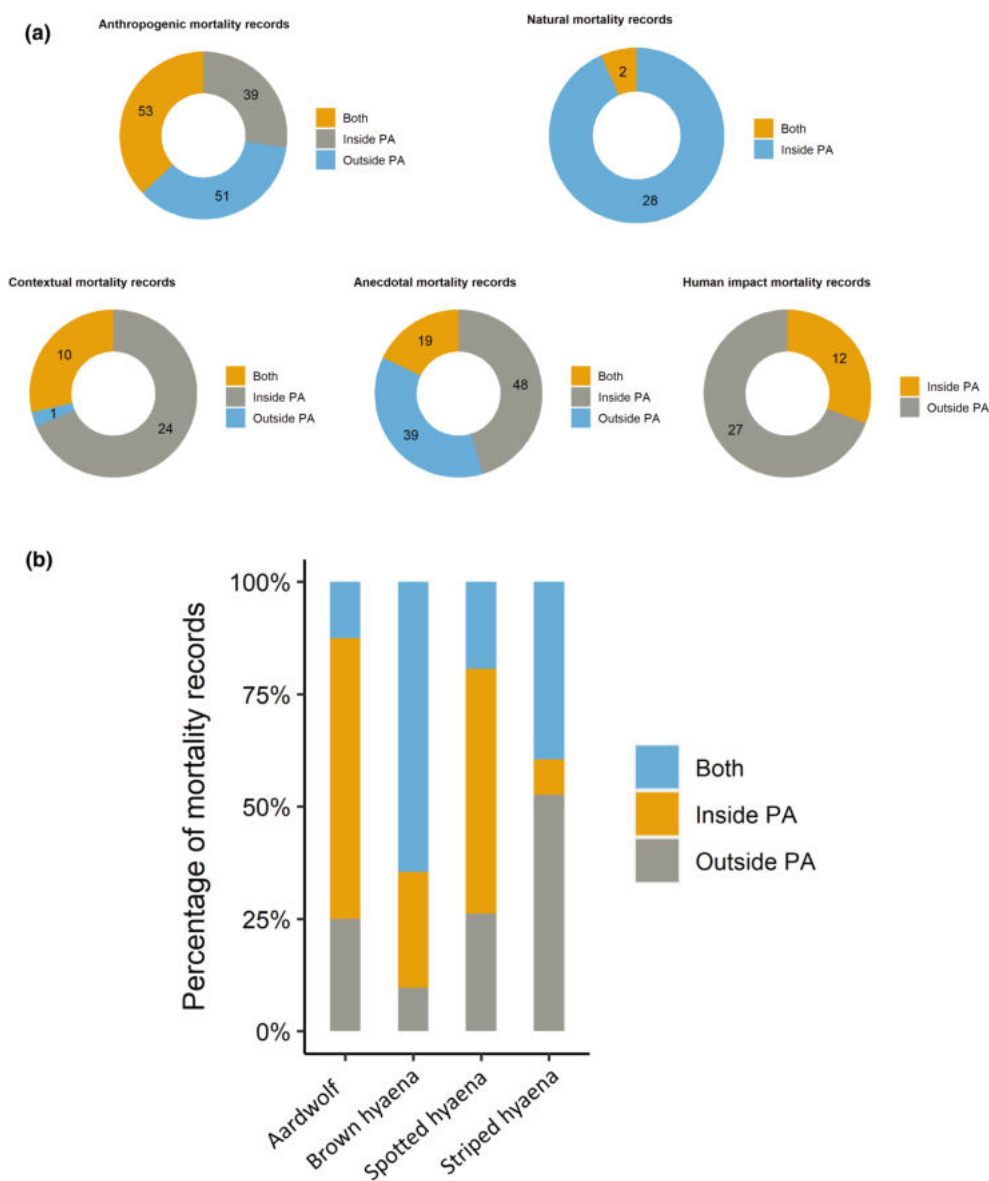 (a)
Anthropogenic mortality records
53
39
51
Both
Inside PA
Outside PA
Natural mortality records
2
28
Both
Inside PA
Contextual mortality records
10
1
24
Both
Inside PA
Outside PA
Anecdotal mortality records
19
48
39
Both
Inside PA
Outside PA
Human impact mortality records
12
27
Inside PA
Outside PA
(b)
Percentage of mortality records
100%
75%
50%
25%
0%
Aardwolf
Brown hyaena
Spotted hyaena
Striped hyaena
Both
Inside PA
Outside PA